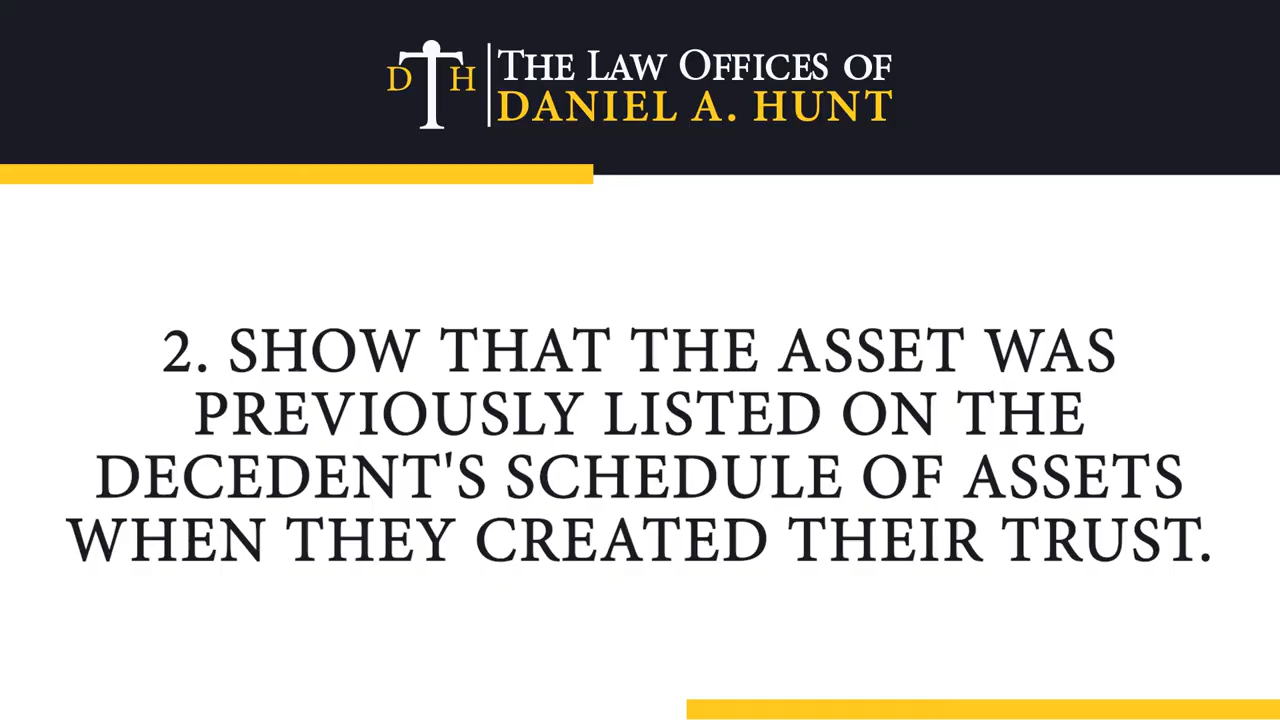 D T H
THE LAW OFFICES OF
DANIEL A. HUNT
2. SHOW THAT THE ASSET WAS
PREVIOUSLY LISTED ON THE
DECEDENT'S SCHEDULE OF ASSETS
WHEN THEY CREATED THEIR TRUST.